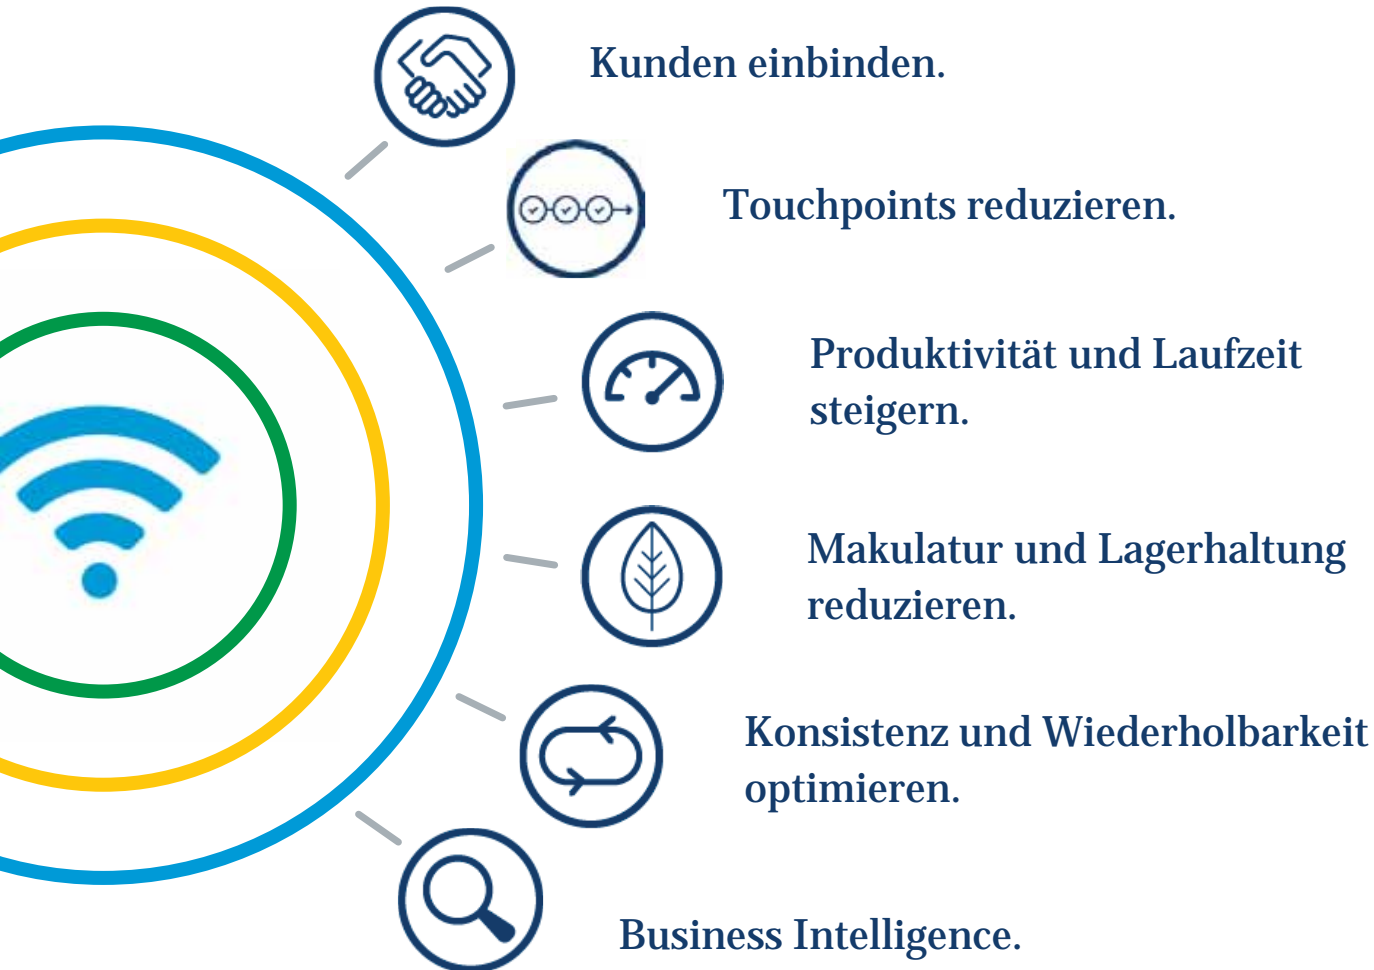 Kunden einbinden.
Touchpoints reduzieren.
Produktivität und Laufzeit
steigern.
Makulatur und Lagerhaltung
reduzieren.
Konsistenz und Wiederholbarkeit
optimieren.
Business Intelligence.